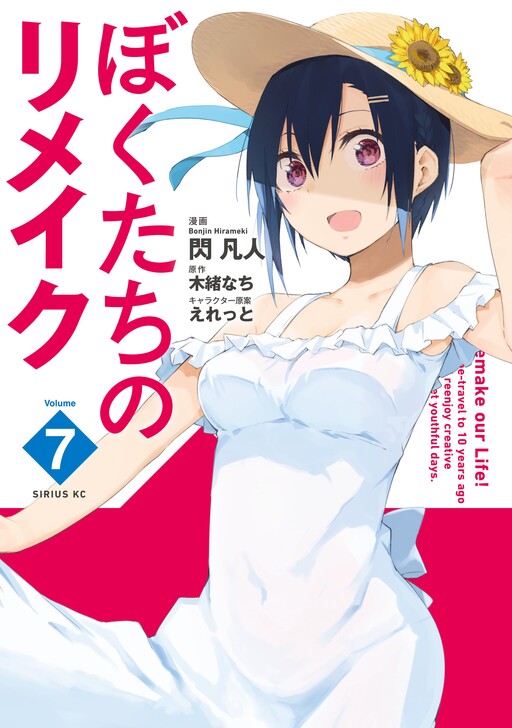 ぼくたちの
リメイク
漫画
Bonjin Hirameki
閃 凡人
原作
木緒なち
キャラクター原案
えれっと
Volume
7
SIRIUS KC
emake our Life!
e-travel to 10 years ago
reenjoy creative
et youthful days.